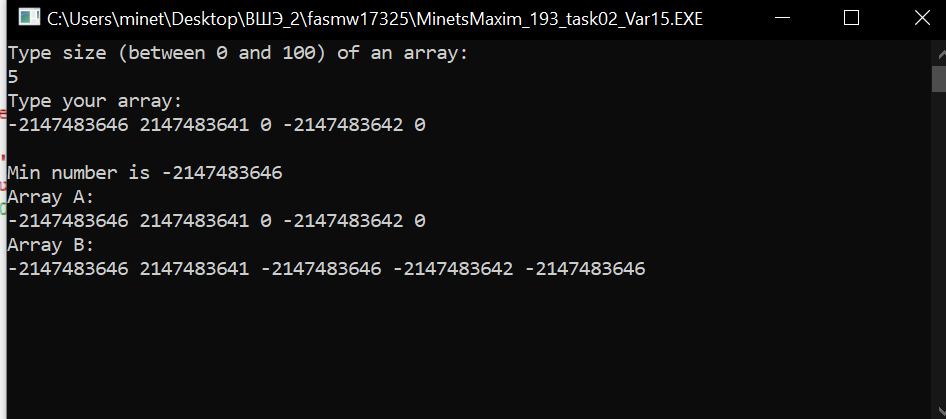 C:\Users\minet\Desktop\ВШЭ_2\fasmw17325\MinetsMaxim_193_task02_Var15.EXE
Type size (between 0 and 100) of an array:
5
Type your array:
-2147483646 2147483641 0 -2147483642 0
Min number is -2147483646
Array A:
-2147483646 2147483641 0 -2147483642 0
Array B:
-2147483646 2147483641 -2147483646 -2147483642 -2147483646